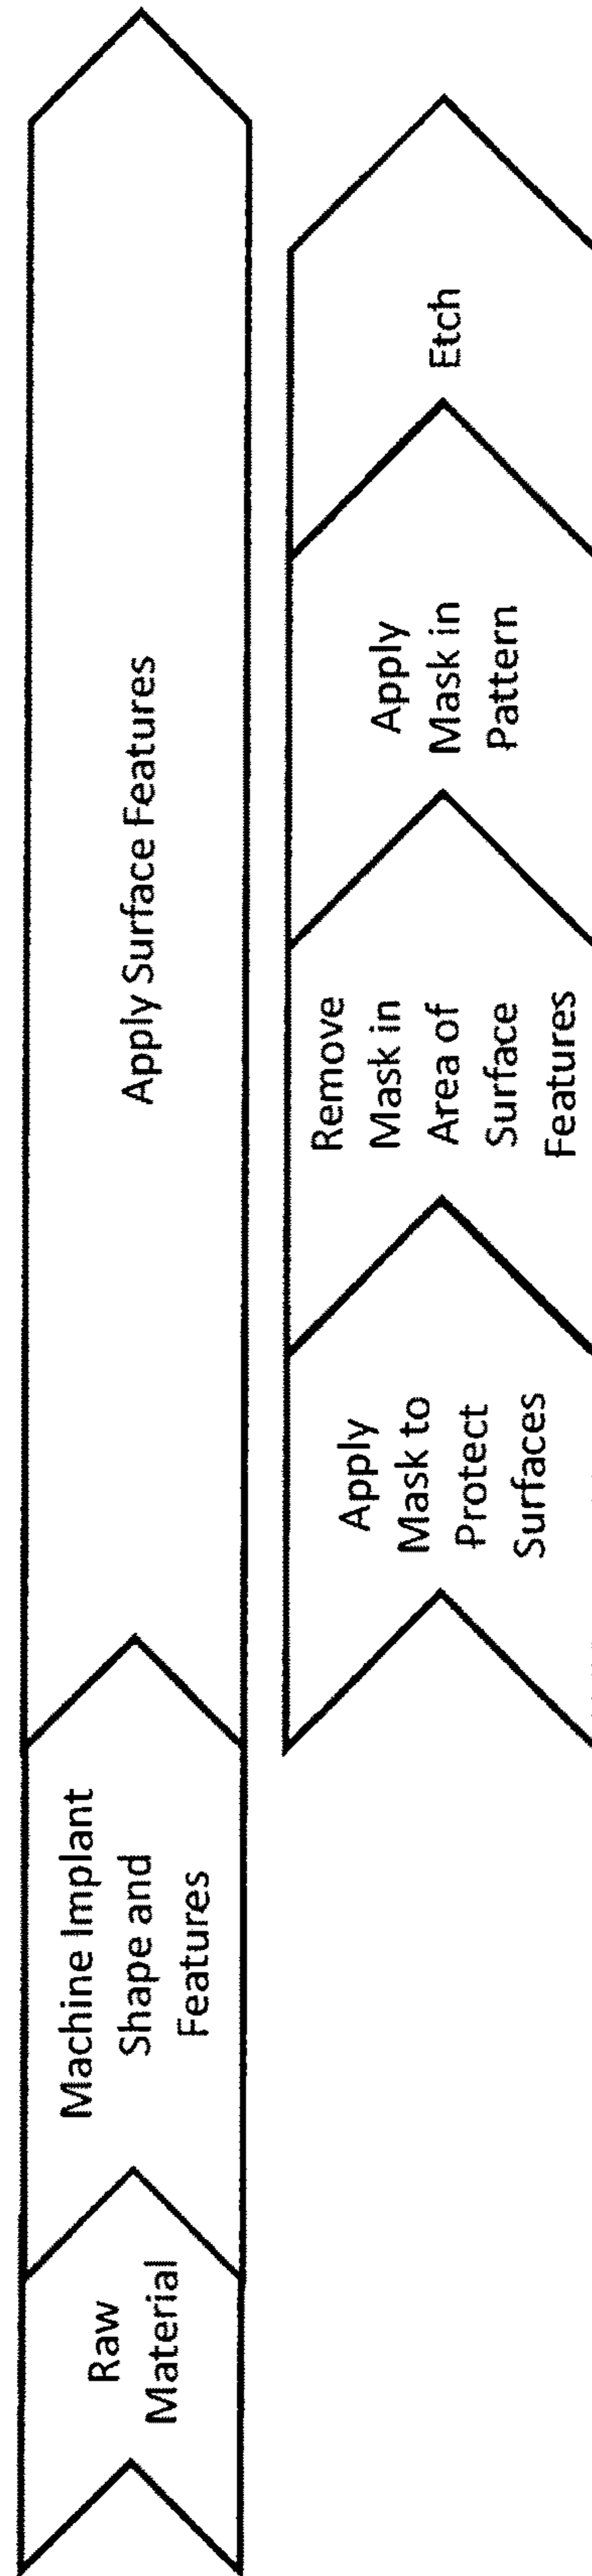 Raw
Material
Machine Implant
Shape and
Features
Apply Surface Features
Apply
Mask to
Protect
Surfaces
Remove
Mask in
Area of
Surface
Features
Apply
Mask in
Pattern
Etch